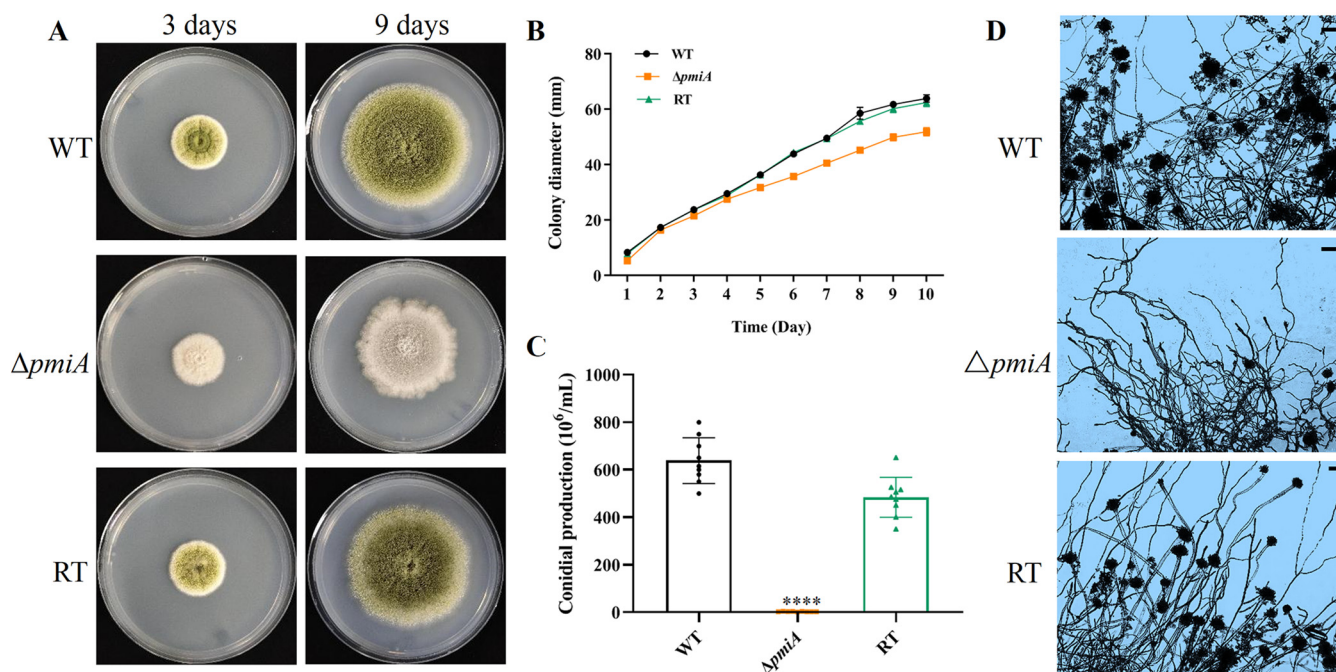 A
3 days
9 days
WT
ΔpmiA
RT
B
WT
ΔpmiA
RT
Colony diameter (mm)
80
60
40
20
0
1 2 3 4 5 6 7 8 9 10
Time (Day)
C
Conidial production (10⁶/mL)
1000
800
600
400
200
0
****
WT
ΔpmiA
RT
D
WT
△pmiA
RT